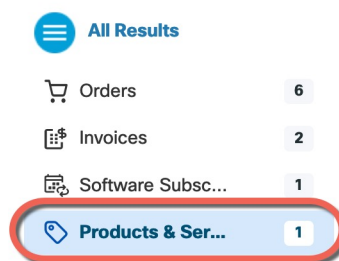 All Results
Orders 6
Invoices 2
Software Subsc... 1
Products & Ser... 1